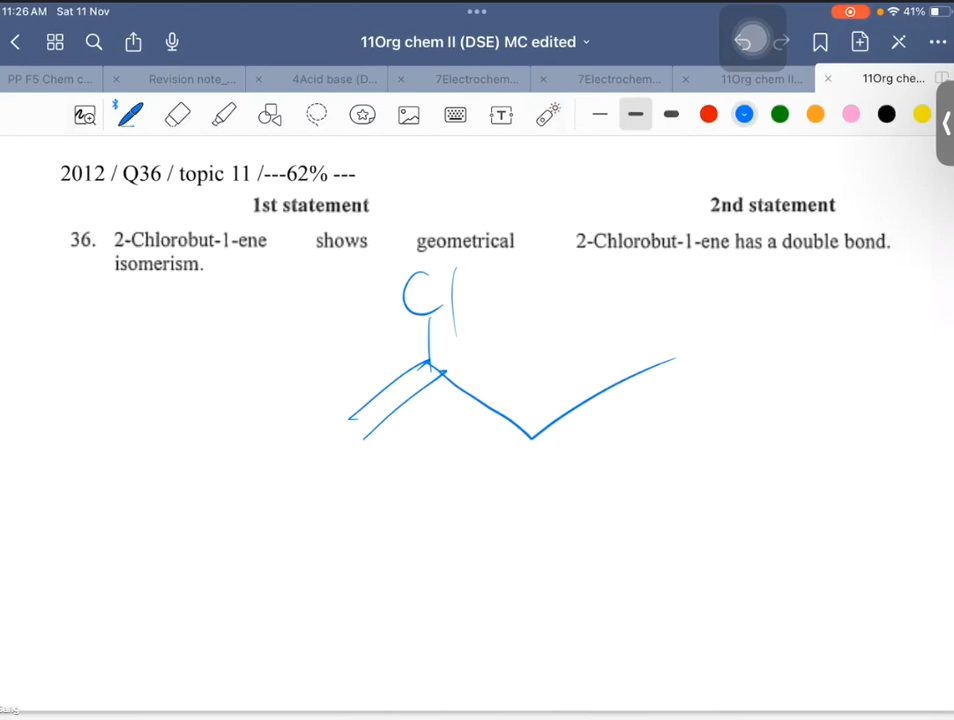 11:26 AM Sat 11 Nov 41%
11Org chem II (DSE) MC edited
PP F5 Chem c... Revision note_... 4Acid base (D... 7Electrochem... 7Electrochem... 11Org chem II... 11Org che...
2012 / Q36 / topic 11 /---62% ---
1st statement 2nd statement
36. 2-Chlorobut-1-ene shows geometrical 2-Chlorobut-1-ene has a double bond.
isomerism.
Cl